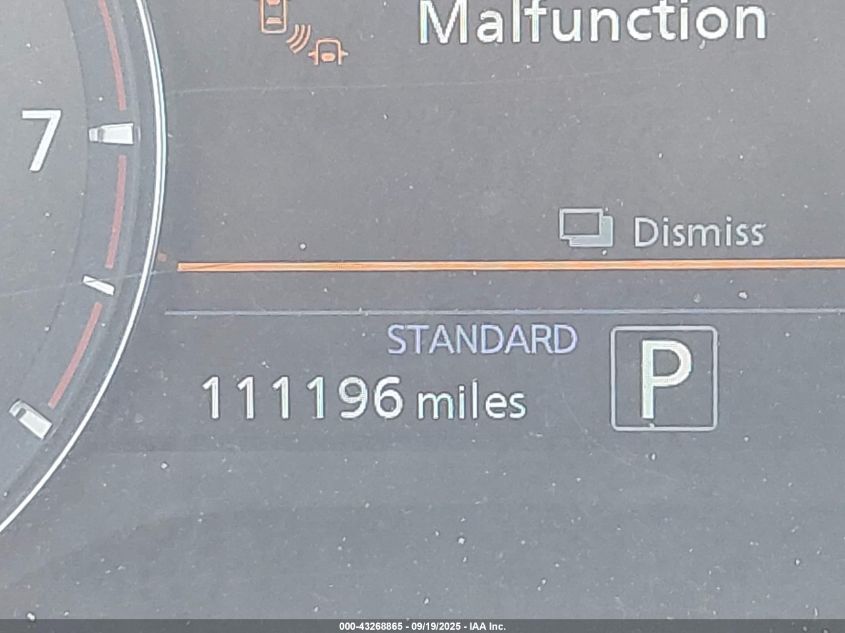 Malfunction
7
Dismiss
STANDARD
P
111196 miles
000-43268865 - 09/19/2025 - IAA Inc.